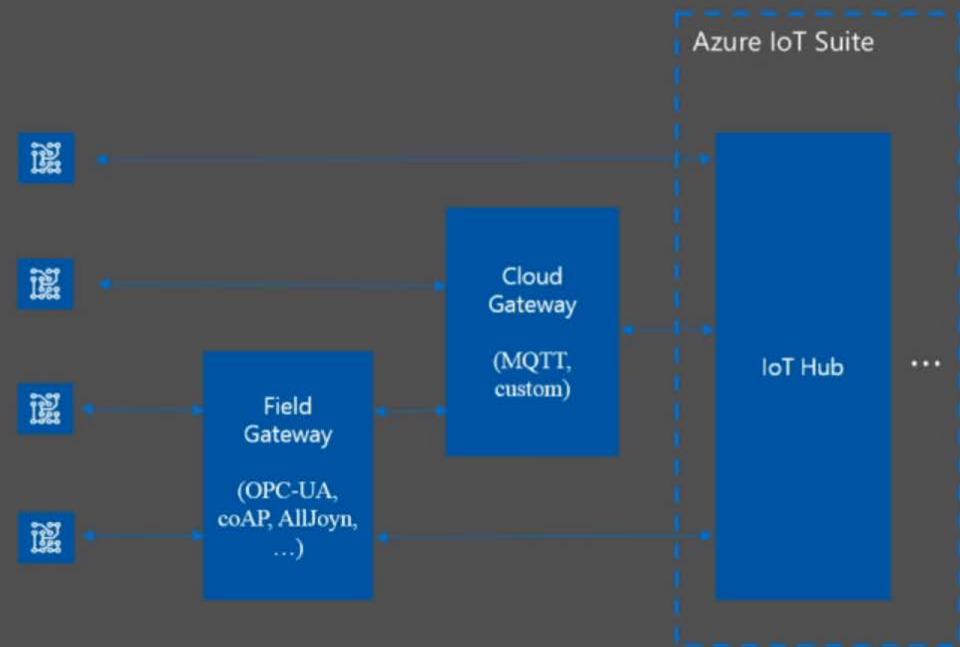 Azure IoT Suite
Cloud
Gateway
(MQTT,
custom)
IoT Hub
...
Field
Gateway
(OPC-UA,
coAP, AllJoyn,
...)